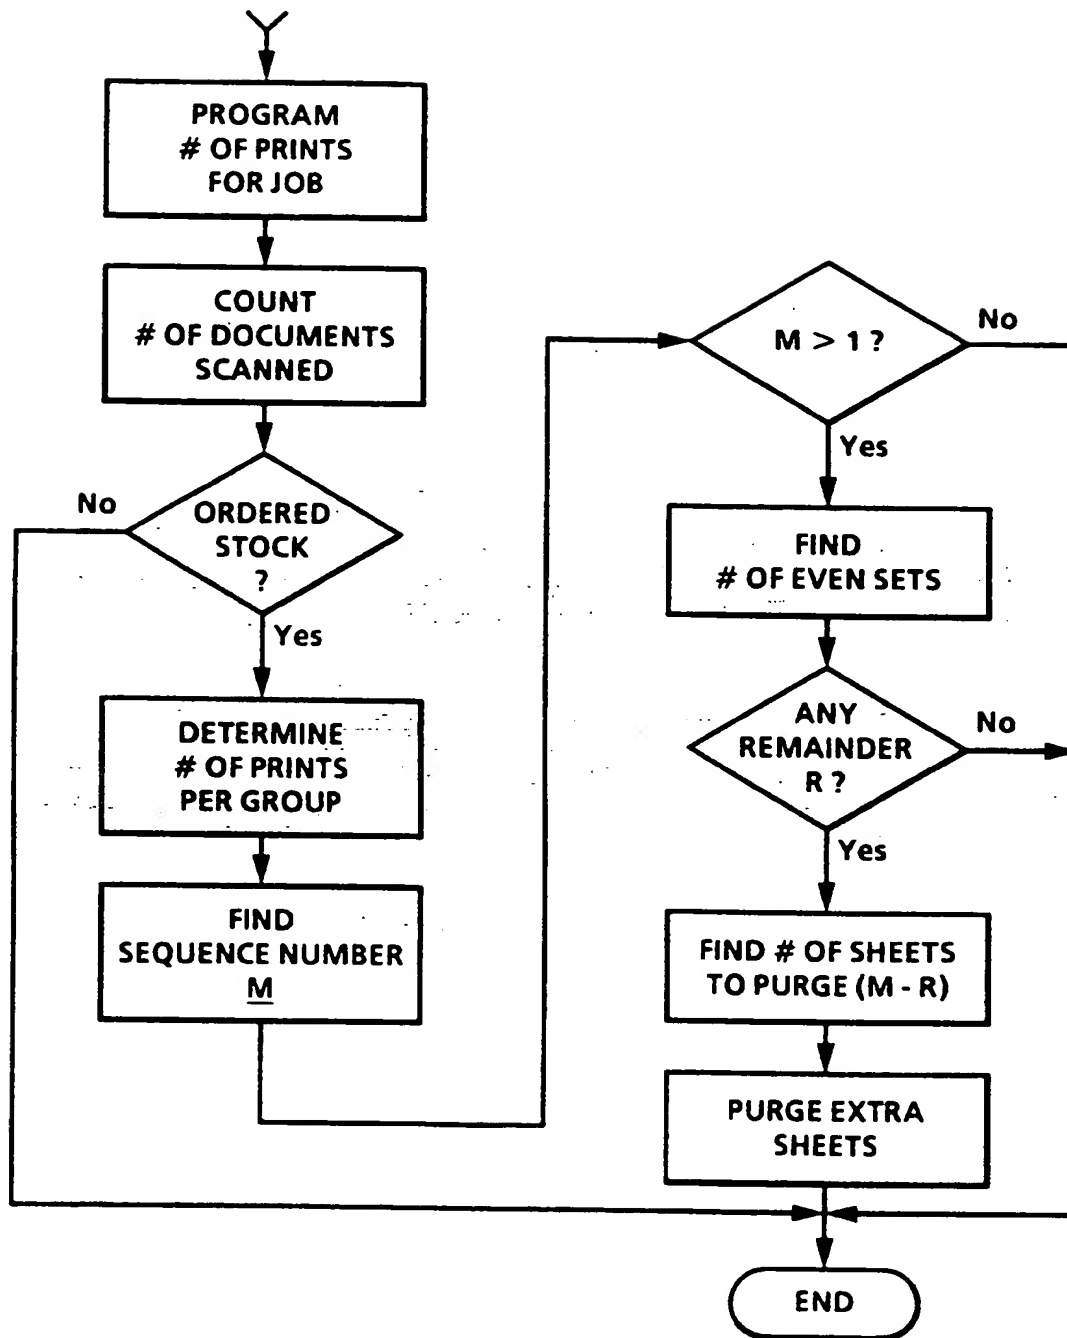 PROGRAM
# OF PRINTS
FOR JOB
COUNT
# OF DOCUMENTS
SCANNED
No
ORDERED
STOCK
?
Yes
DETERMINE
# OF PRINTS
PER GROUP
FIND
SEQUENCE NUMBER
M
M > 1 ?
No
Yes
FIND
# OF EVEN SETS
ANY
REMAINDER
R ?
No
Yes
FIND # OF SHEETS
TO PURGE (M - R)
PURGE EXTRA
SHEETS
END